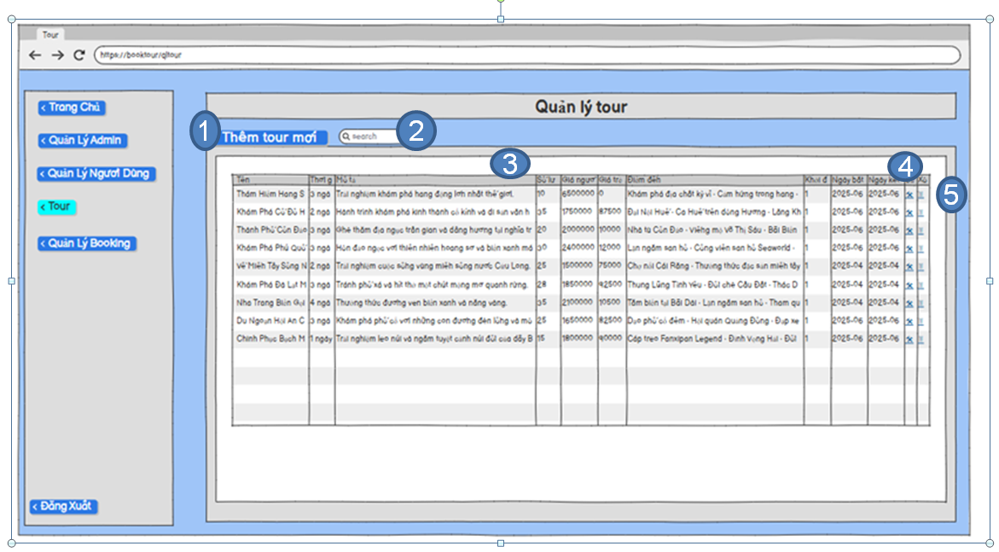 Tour
https://booktour/qltour
< Trang Chủ
< Quản Lý Admin
< Quản Lý Người Dùng
< Tour
< Quản Lý Booking
< Đăng Xuất
Quản lý tour
1 Thêm tour mới search 2
3
4
5
Tên Thời g Mô tả Số lư Giá ngườ Giá trẻ Điểm đến Khởi đ Ngày bắt Ngày kế Xó
Thám Hiểm Hang S 3 ngà Trải nghiệm khám phá hang động lớn nhất thế giới. 10 6500000 0 Khám phá địa chất kỳ vĩ - Cắm hững trong hang - 1 2025-06 2025-06
Khám Phá Cố Đô H 2 ngà Hành trình khám phá kinh thành cổ kính và di sản văn h 35 1750000 87500 Đại Nội Huế - Ca Huế trên dòng Hương - Lăng Kh 1 2025-06 2025-06
Thành Phố Côn Đảo 3 ngà Ghé thăm địa ngục trần gian và dâng hương tại nghĩa tr 20 2000000 10000 Nhà tù Côn Đảo - Viếng mộ Võ Thị Sáu - Bãi Biển 1 2025-06 2025-06
Khám Phá Phú Quố 3 ngà Hòn đảo ngọc với thiên nhiên hoang sơ và biển xanh má 30 2400000 12000 Lặn ngắm san hô - Công viên san hô Seaworld - 1 2025-06 2025-06
Về Miền Tây Sông N 2 ngà Trải nghiệm cuộc sống vùng miền sông nước Cửu Long. 25 1500000 75000 Chợ nổi Cái Răng - Thưởng thức đặc sản miền tây 1 2025-04 2025-04
Khám Phá Đà Lạt M 3 ngà Tránh phố xá và hít thở một chút mộng mơ quanh rừng. 28 1850000 92500 Thung Lũng Tình Yêu - Đồi chè Cầu Đất - Thác D 1 2025-04 2025-04
Nha Trang Biển Gọi 4 ngà Thưởng thức đường ven biển xanh và nắng vàng. 35 2100000 10500 Tắm biển tại Bãi Dài - Lặn ngắm san hô - Tham qu 1 2025-04 2025-04
Du Ngoạn Hội An C 3 ngà Khám phá phố cổ với những con đường đèn lồng và mó 25 1650000 82500 Dạo phố cổ đêm - Hội quán Quảng Đông - Đạp xe 1 2025-06 2025-06
Chinh Phục Bạch M 1 ngày Trải nghiệm leo núi và ngắm tuyệt cảnh núi đồi của dãy B 15 1800000 90000 Cáp treo Fanxipan Legend - Đỉnh Vọng Hải - Đồi 1 2025-06 2025-06